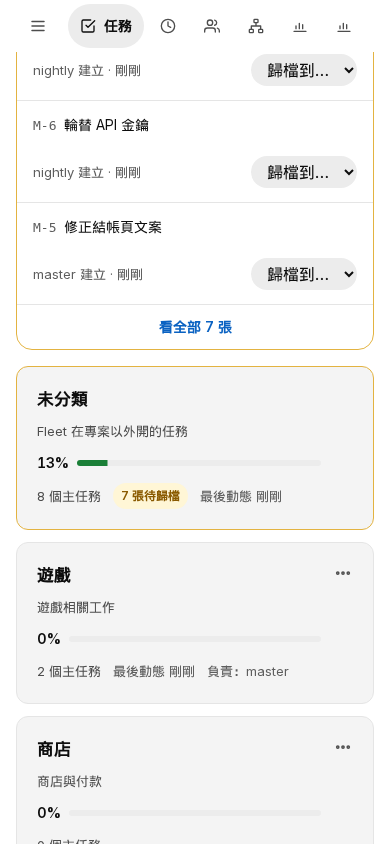 任務
nightly 建立 · 剛剛
歸檔到…
M-6 輪替 API 金鑰
nightly 建立 · 剛剛
歸檔到…
M-5 修正結帳頁文案
master 建立 · 剛剛
歸檔到…
看全部 7 張
未分類
Fleet 在專案以外開的任務
13%
8 個主任務 7 張待歸檔 最後動態 剛剛
遊戲
遊戲相關工作
0%
2 個主任務 最後動態 剛剛 負責: master
商店
商店與付款
0%
個主任務